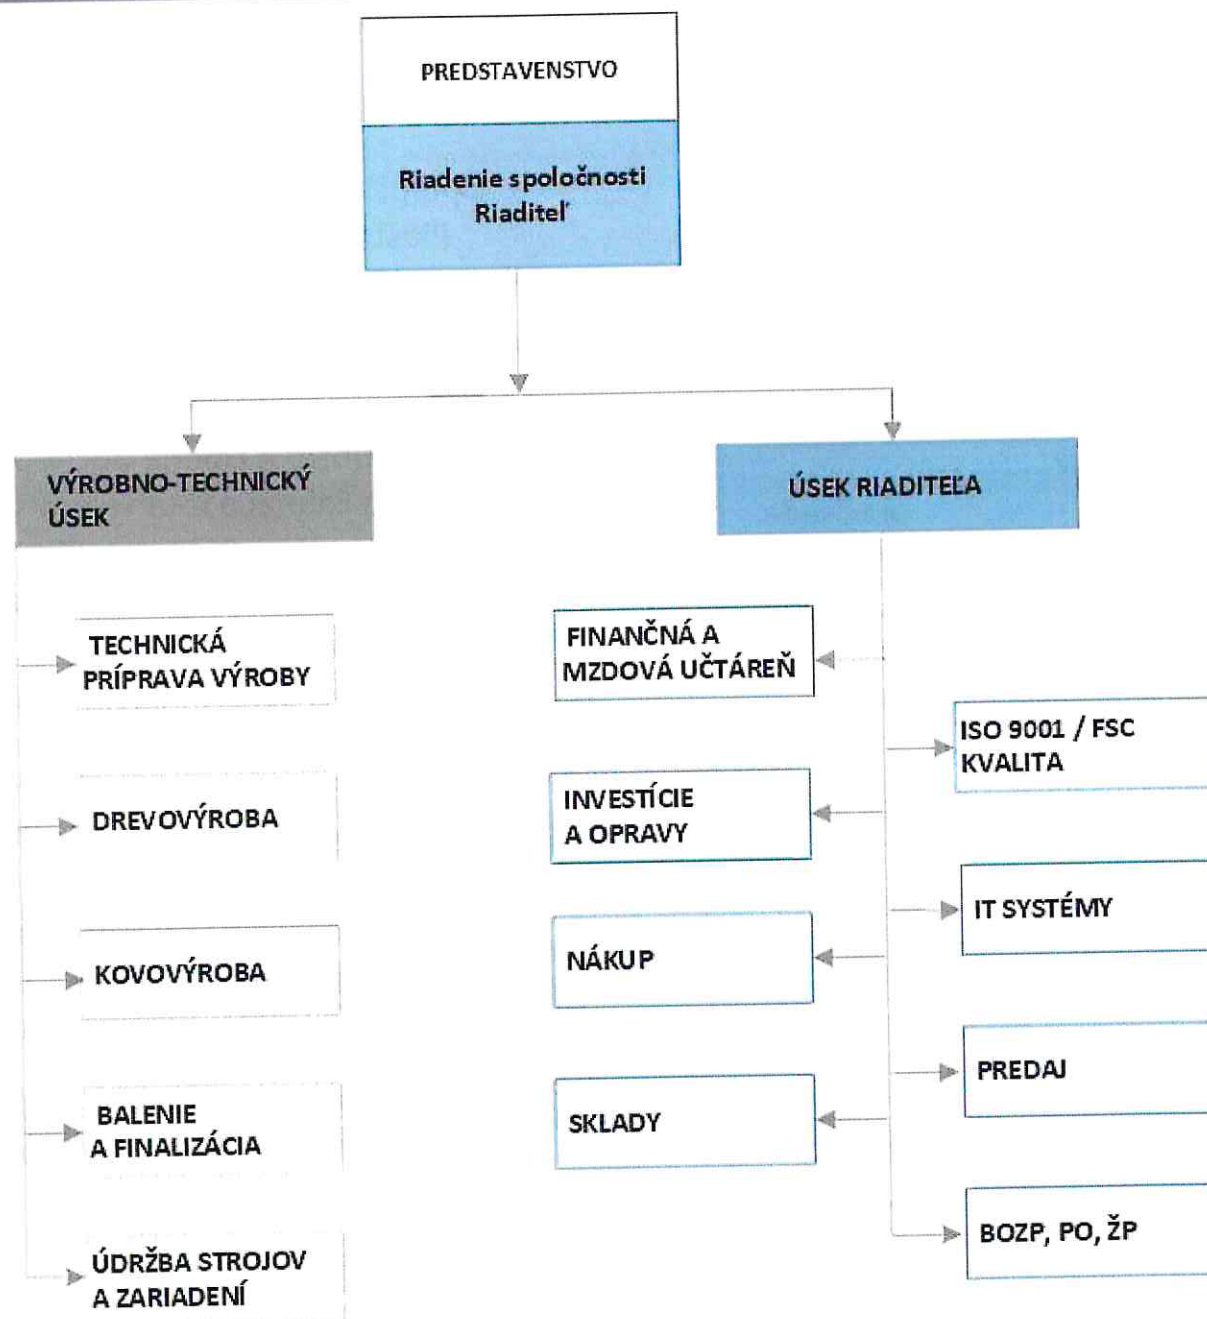 PREDSTAVENSTVO
Riadenie spoločnosti
Riaditeľ
VÝROBNO-TECHNICKÝ
ÚSEK
TECHNICKÁ
PRÍPRAVA VÝROBY
DREVOVÝROBA
KOVOVÝROBA
BALENIE
A FINALIZÁCIA
ÚDRŽBA STROJOV
A ZARIADENÍ
ÚSEK RIADITEĽA
FINANČNÁ A
MZDOVÁ UČTÁREŇ
INVESTÍCIE
A OPRAVY
NÁKUP
SKLADY
ISO 9001 / FSC
KVALITA
IT SYSTÉMY
PREDAJ
BOZP, PO, ŽP